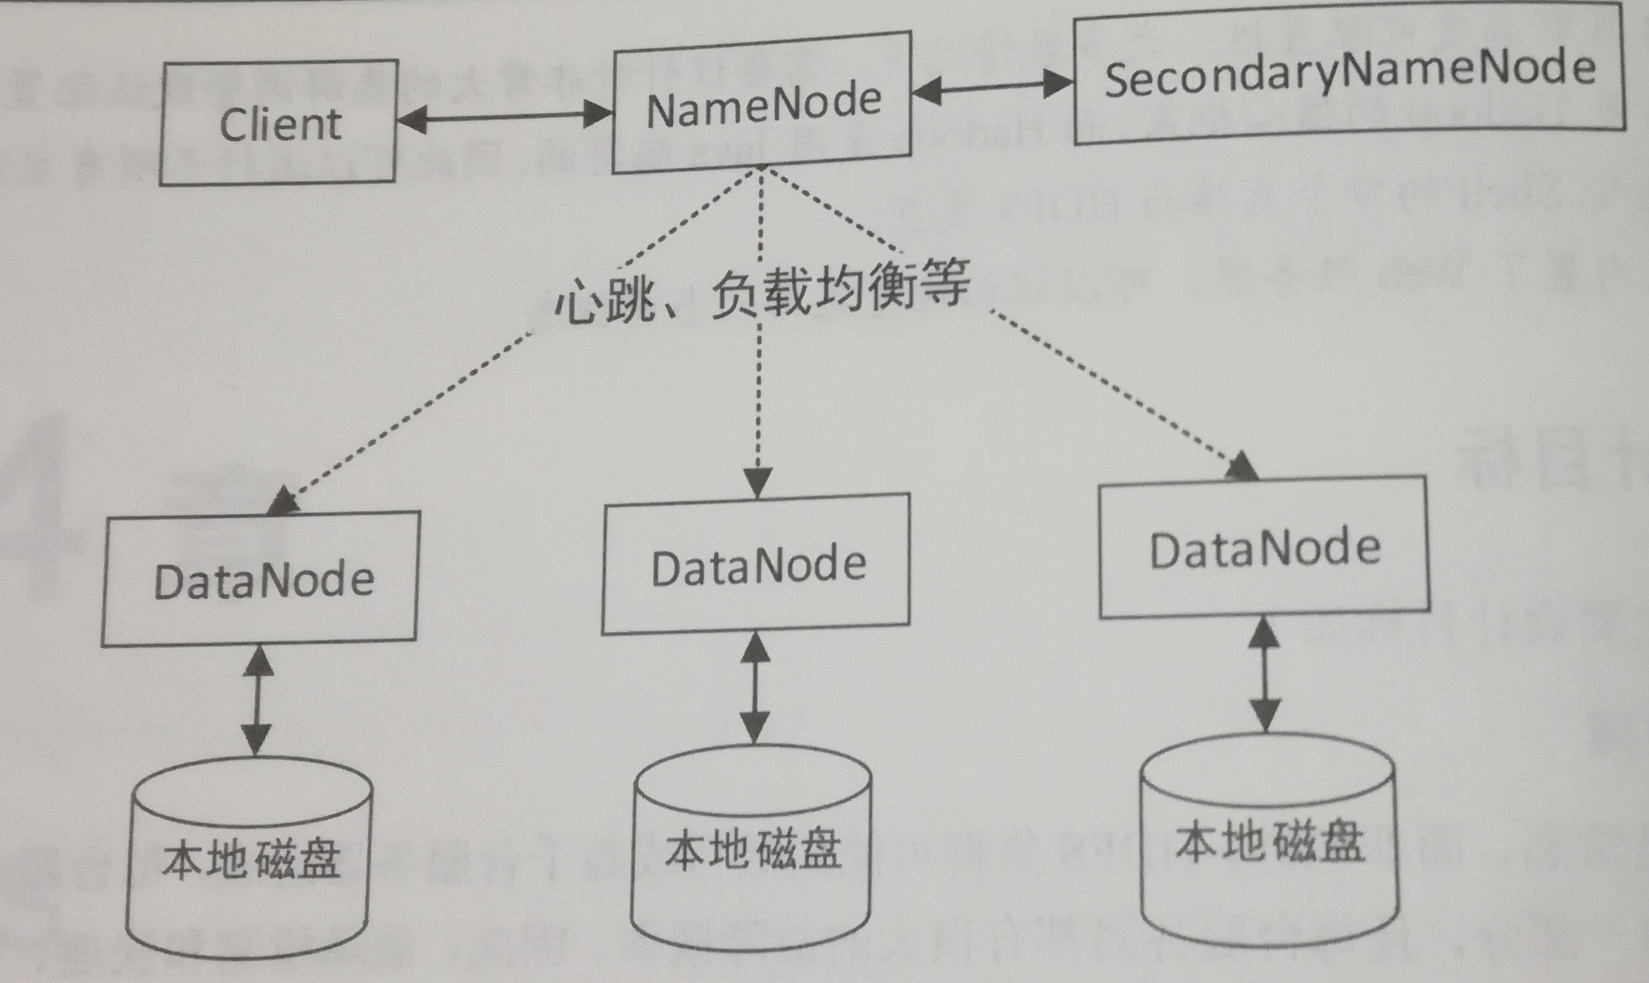 Client
NameNode
SecondaryNameNode
心跳、负载均衡等
DataNode
DataNode
DataNode
本地磁盘
本地磁盘
本地磁盘